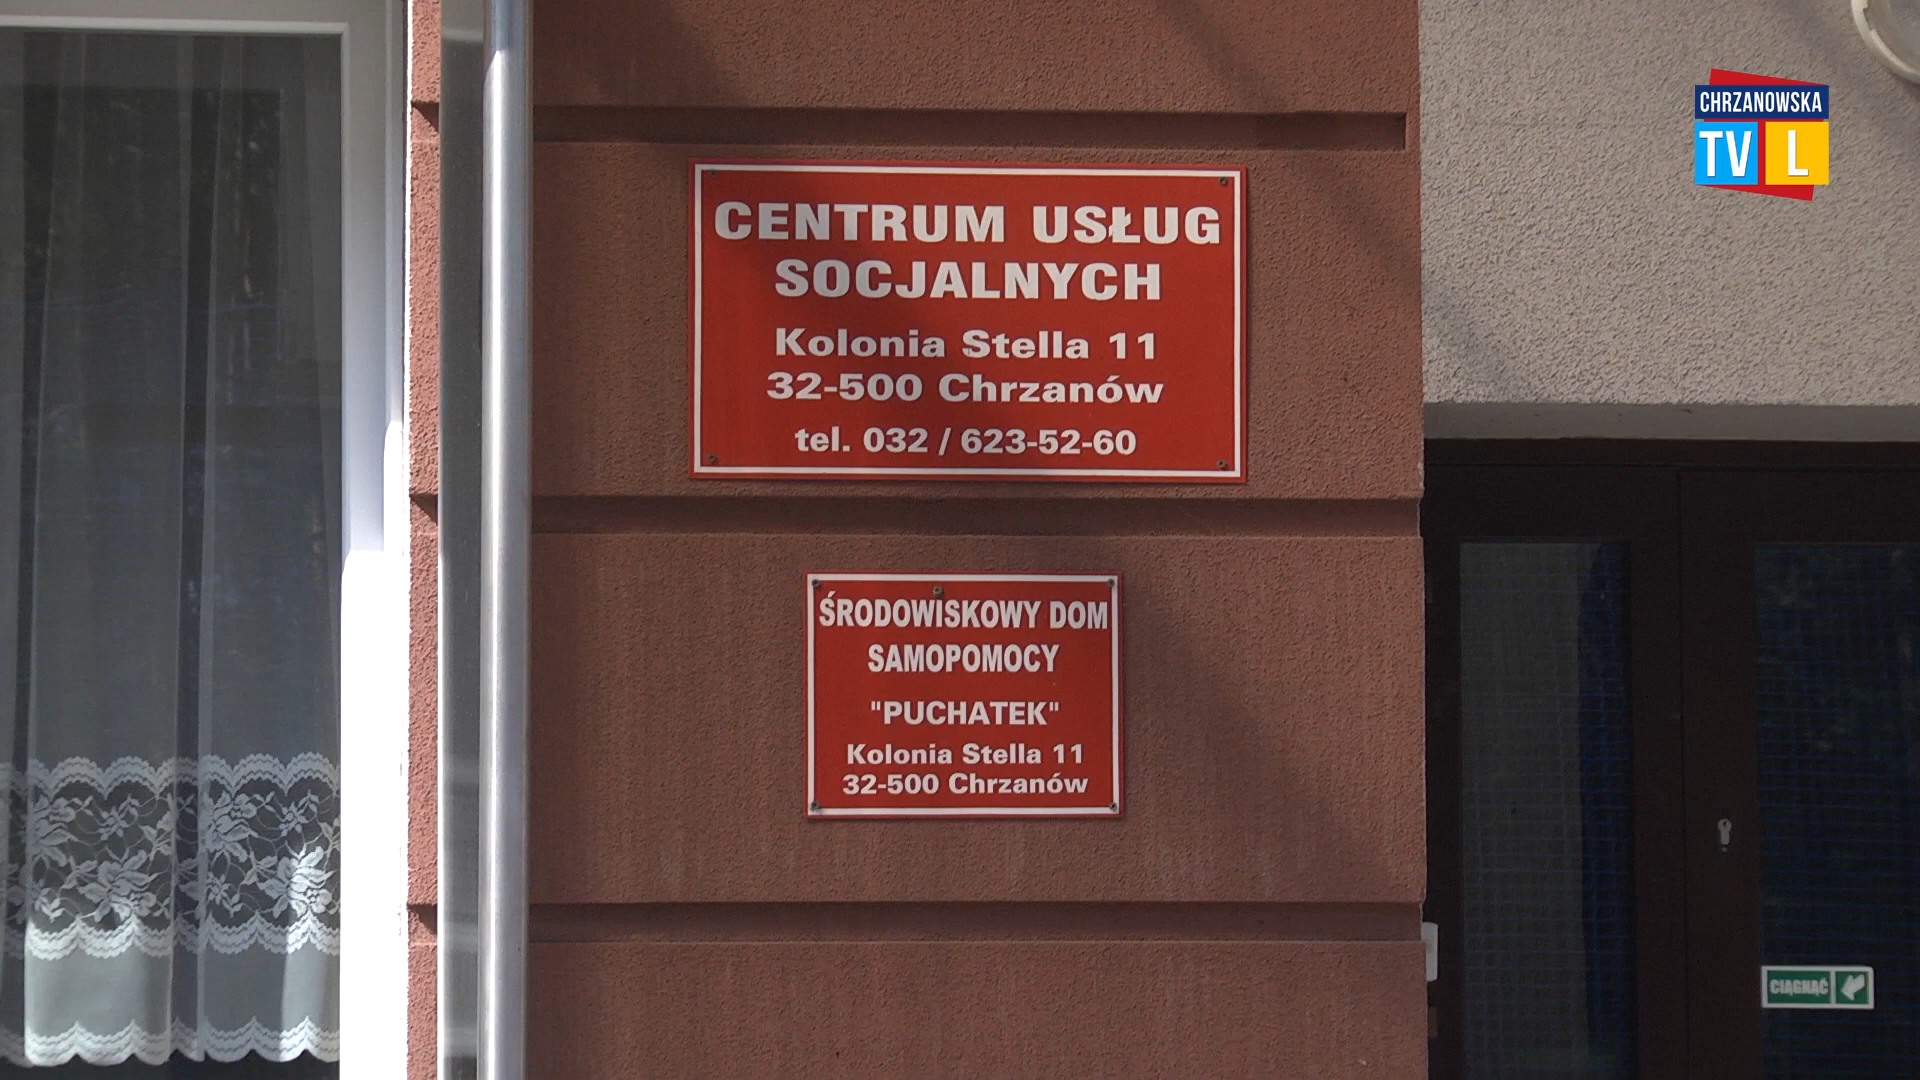 CHRZANOWSKA
TV L
CENTRUM USŁUG
SOCJALNYCH
Kolonia Stella 11
32-500 Chrzanów
tel. 032 / 623-52-60
ŚRODOWISKOWY DOM
SAMOPOMOCY
"PUCHATEK"
Kolonia Stella 11
32-500 Chrzanów
CIĄGNĄĆ